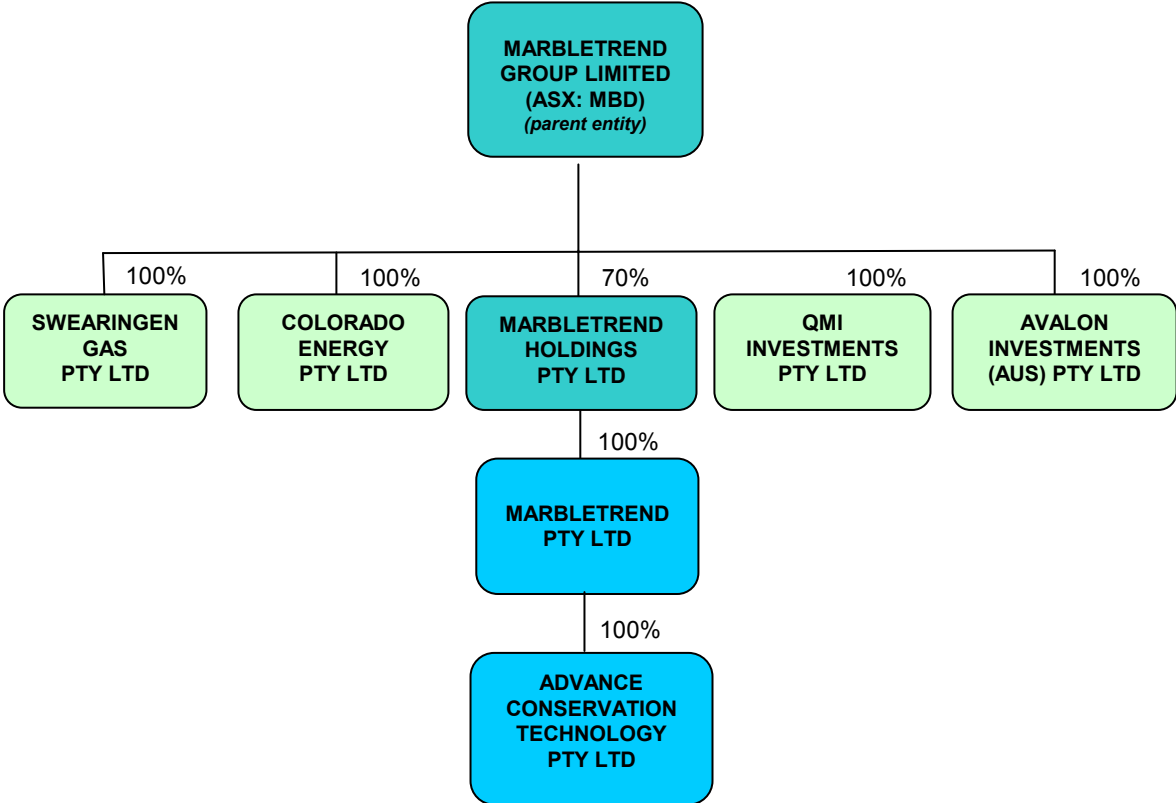 MARBLETREND
GROUP LIMITED
(ASX: MBD)
(parent entity)
100%
100%
70%
100%
100%
SWEARINGEN
GAS
PTY LTD
COLORADO
ENERGY
PTY LTD
MARBLETREND
HOLDINGS
PTY LTD
QMI
INVESTMENTS
PTY LTD
AVALON
INVESTMENTS
(AUS) PTY LTD
100%
MARBLETREND
PTY LTD
100%
ADVANCE
CONSERVATION
TECHNOLOGY
PTY LTD